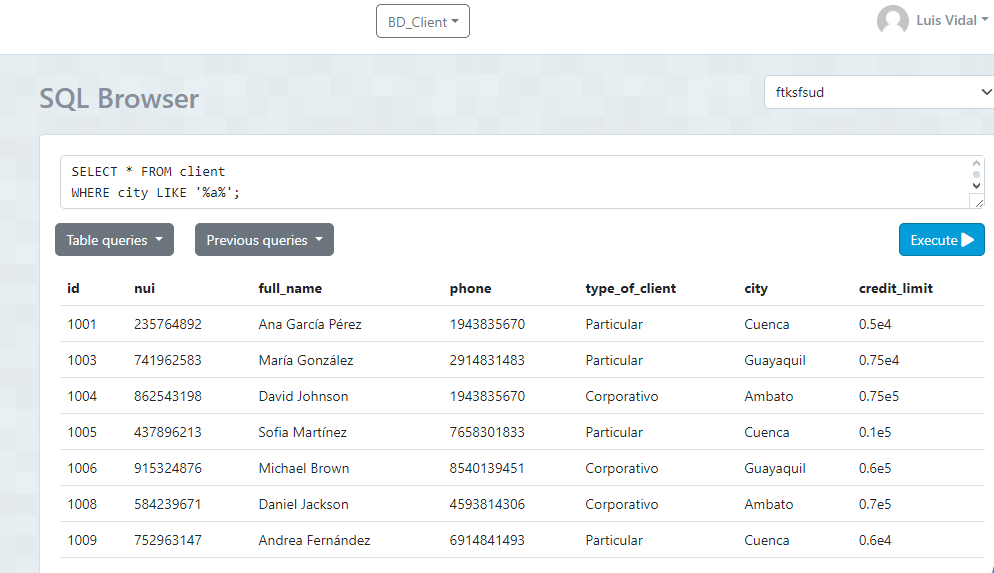 BD_Client
Luis Vidal
SQL Browser
ftksfsud
SELECT * FROM client
WHERE city LIKE '%a%';
Table queries Previous queries Execute
id nui full_name phone type_of_client city credit_limit
1001 235764892 Ana García Pérez 1943835670 Particular Cuenca 0.5e4
1003 741962583 María González 2914831483 Particular Guayaquil 0.75e4
1004 862543198 David Johnson 1943835670 Corporativo Ambato 0.75e5
1005 437896213 Sofia Martínez 7658301833 Particular Cuenca 0.1e5
1006 915324876 Michael Brown 8540139451 Corporativo Guayaquil 0.6e5
1008 584239671 Daniel Jackson 4593814306 Corporativo Ambato 0.7e5
1009 752963147 Andrea Fernández 6914841493 Particular Cuenca 0.6e4